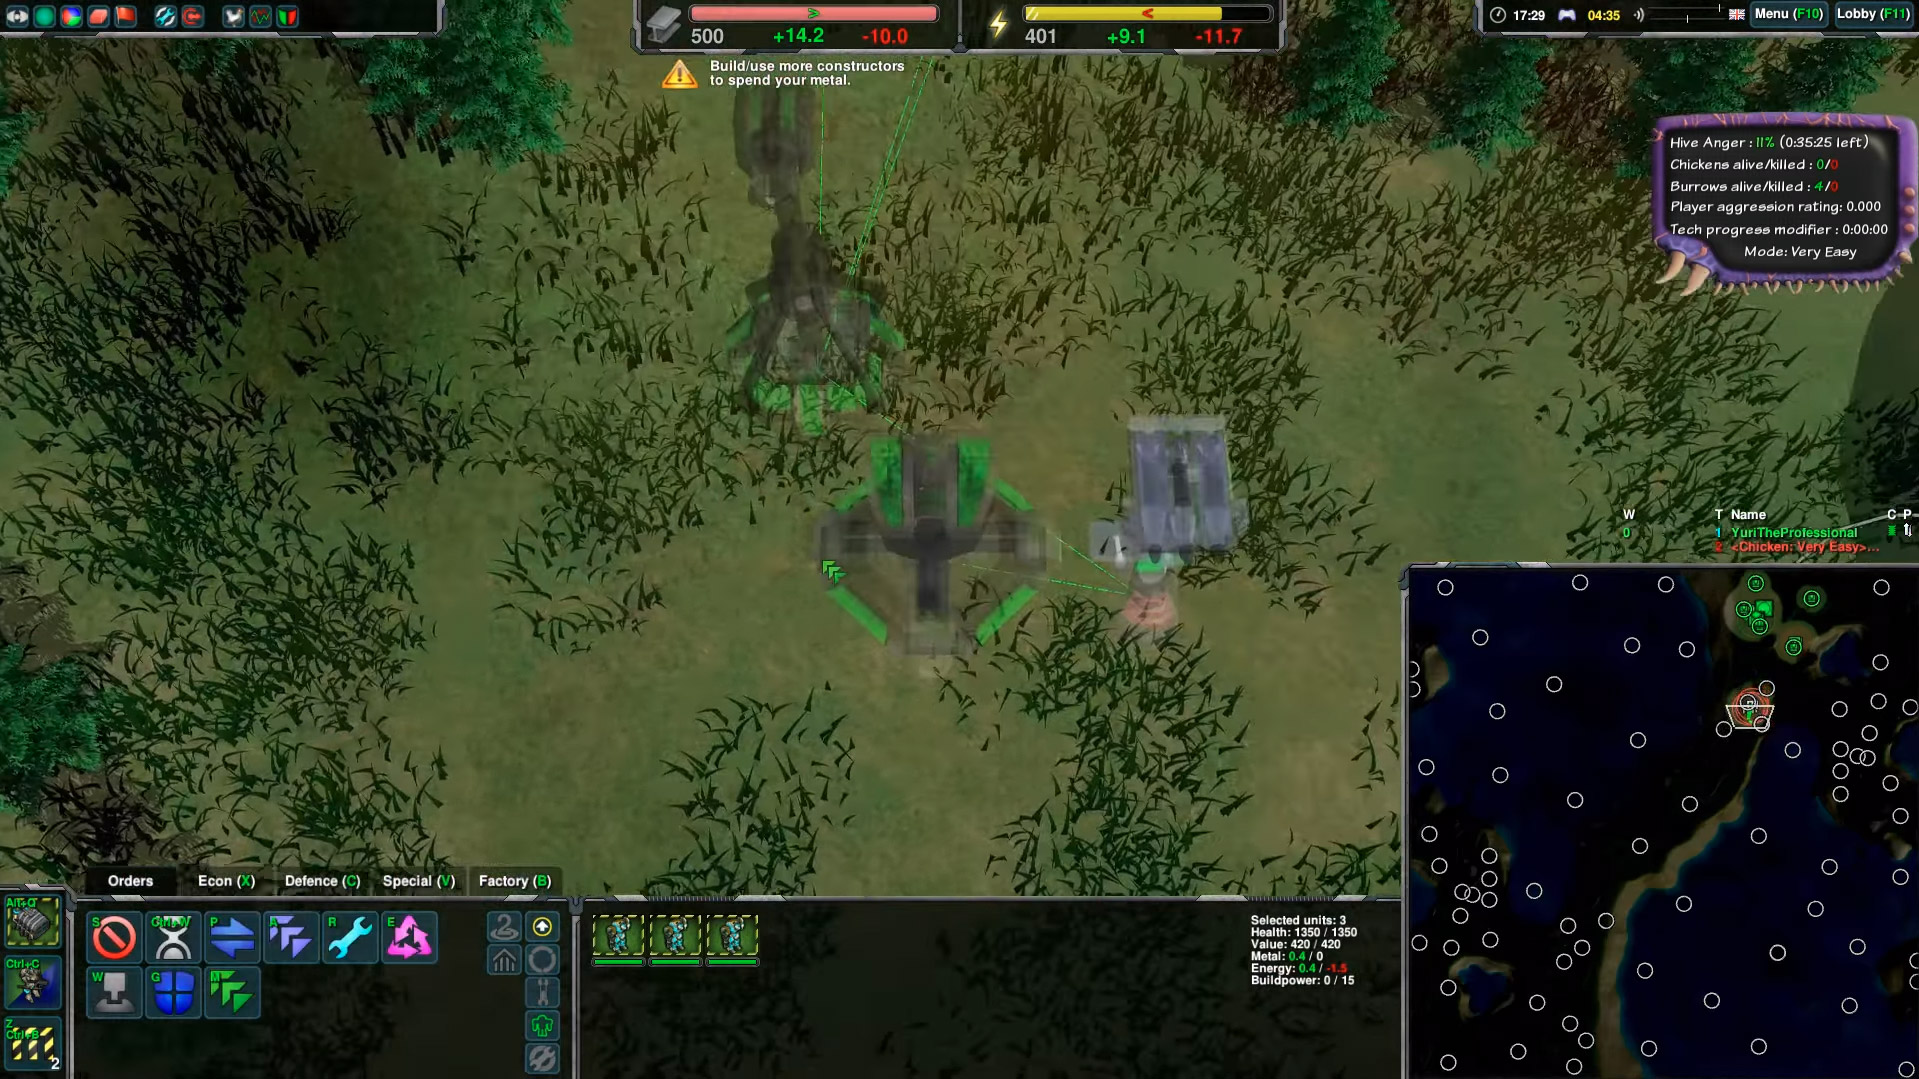 500 +14.2 -10.0
401 +9.1 -11.7
17:29
04:35
Menu (F10)
Lobby (F11)
Build/use more constructors
to spend your metal.
Hive Anger : 11% (0:35:25 left)
Chickens alive/killed : 0/0
Burrows alive/killed : 4/0
Player aggression rating: 0.000
Tech progress modifier : 0:00:00
Mode: Very Easy
W T Name C P
0 1 YuriTheProfessional
2 <Chicken: Very Easy>...
Orders
Econ (X)
Defence (C)
Special (V)
Factory (B)
Alt+Q
Ctrl+C
Z
Ctrl+B
2
S
Ctrl+W
P
A
R
E
W
G
M
Selected units: 3
Health: 1350 / 1350
Value: 420 / 420
Metal: 0.4 / 0
Energy: 0.4 / -1.5
Buildpower: 0 / 15